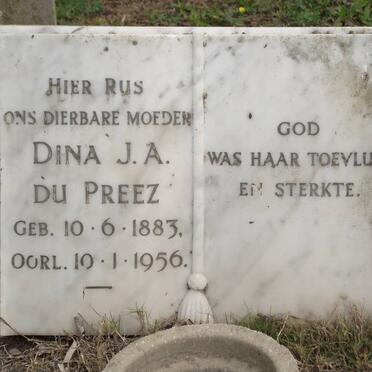 HIER RUS
ONS DIERBARE MOEDER
DINA J.A.
DU PREEZ
GEB. 10·6·1883,
OORL. 10·1·1956.
GOD
WAS HAAR TOEVLU
EN STERKTE.